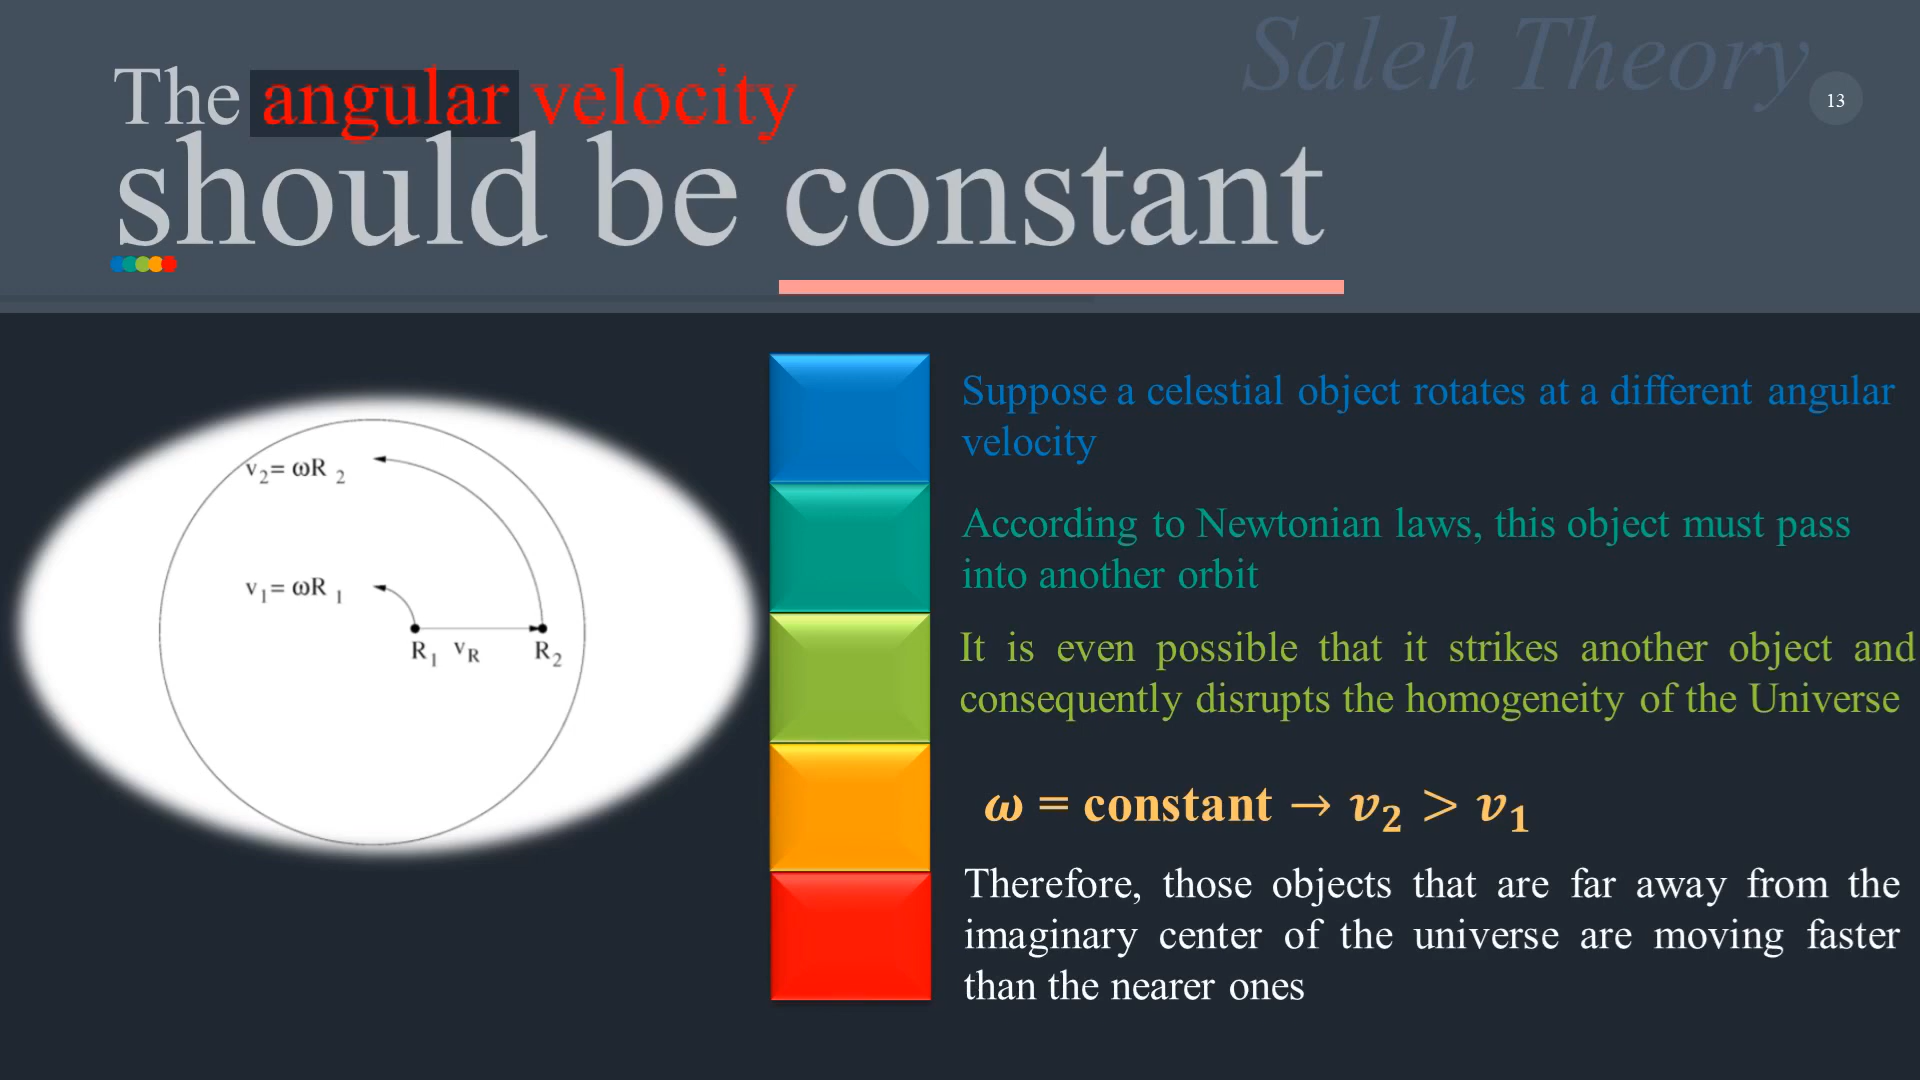 Saleh Theory
13
The angular velocity
should be constant
v2= ωR 2
v1= ωR 1
R1 vR R2
Suppose a celestial object rotates at a different angular
velocity
According to Newtonian laws, this object must pass
into another orbit
It is even possible that it strikes another object and
consequently disrupts the homogeneity of the Universe
ω = constant → v2 > v1
Therefore, those objects that are far away from the
imaginary center of the universe are moving faster
than the nearer ones